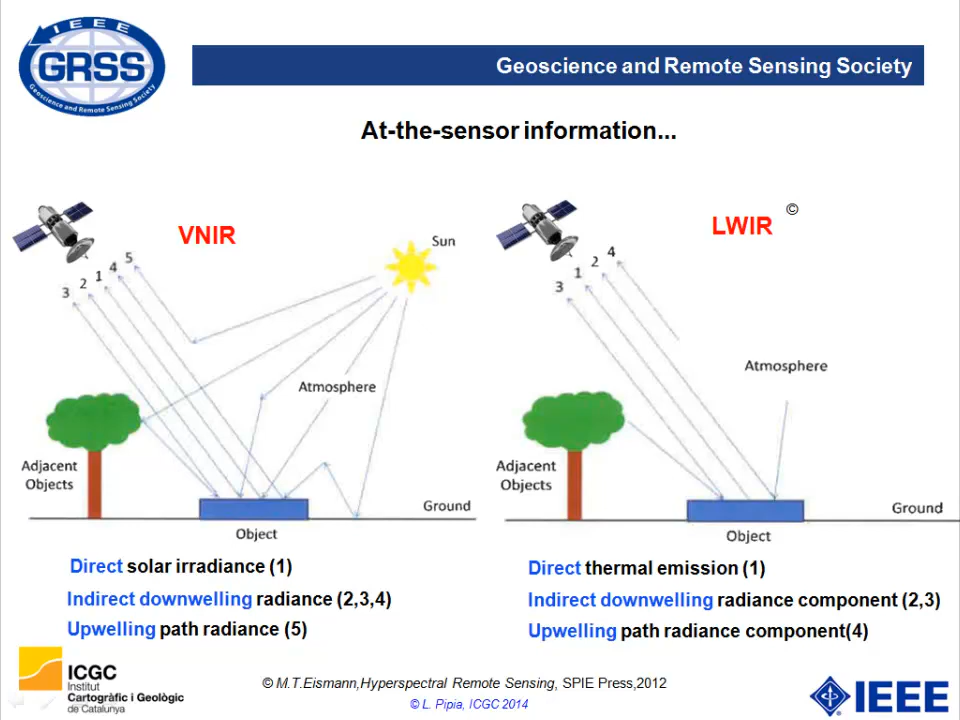 IEEE
GRSS
Geoscience and Remote Sensing Society
Geoscience and Remote Sensing Society
At-the-sensor information...
VNIR
Sun
3 2 1 4 5
Atmosphere
Adjacent
Objects
Ground
Object
LWIR
©
3 1 2 4
Atmosphere
Adjacent
Objects
Ground
Object
Direct solar irradiance (1)
Indirect downwelling radiance (2,3,4)
Upwelling path radiance (5)
Direct thermal emission (1)
Indirect downwelling radiance component (2,3)
Upwelling path radiance component(4)
ICGC
Institut
Cartogràfic i Geològic
de Catalunya
© M.T.Eismann,Hyperspectral Remote Sensing, SPIE Press,2012
© L. Pipia, ICGC 2014
IEEE